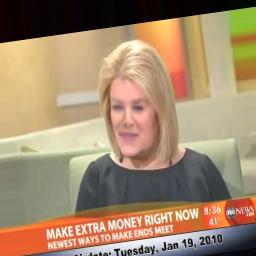 MAKE EXTRA MONEY RIGHT NOW
NEWEST WAYS TO MAKE ENDS MEET
8:36
41°
abc NEWS
Update: Tuesday, Jan 19, 2010